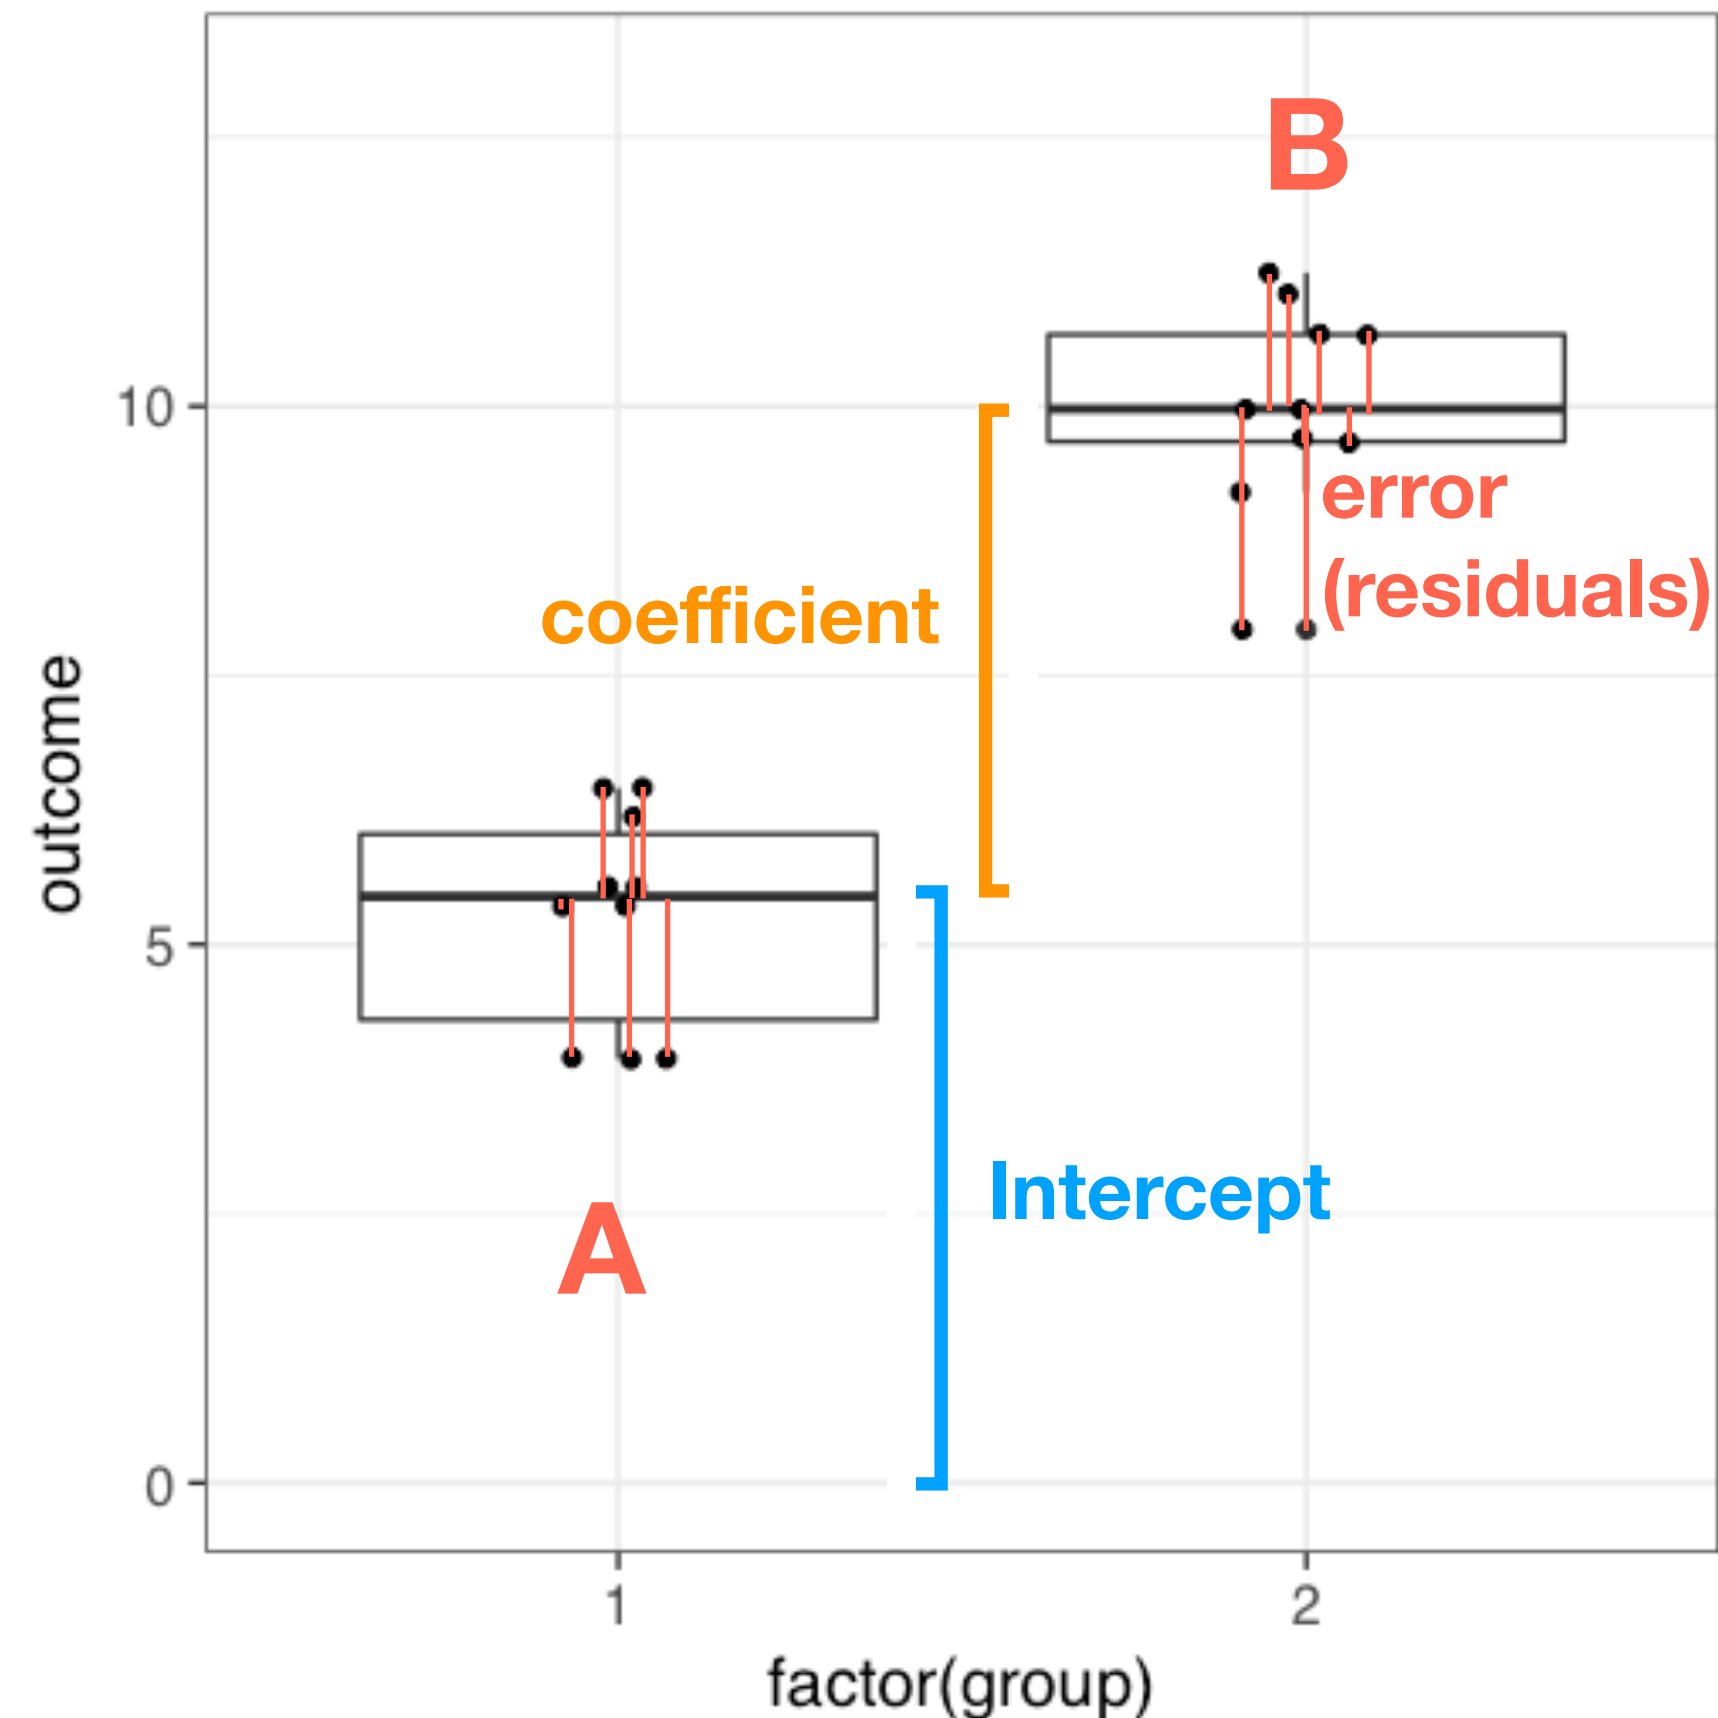 B
10
error
(residuals)
coefficient
outcome
5
Intercept
A
0
1
2
factor(group)